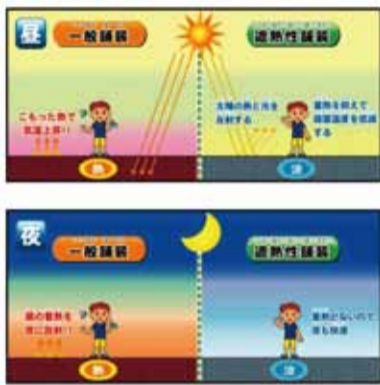 昼
一般舗装
遮熱性舗装
こもった熱で
気温上昇!!
太陽の熱と光を
反射する
蓄熱を抑えて
路面温度を低減
する
熱
涼
夜
一般舗装
遮熱性舗装
昼の蓄熱を
夜に放射!!
蓄熱しないので
夜も快適
熱
涼